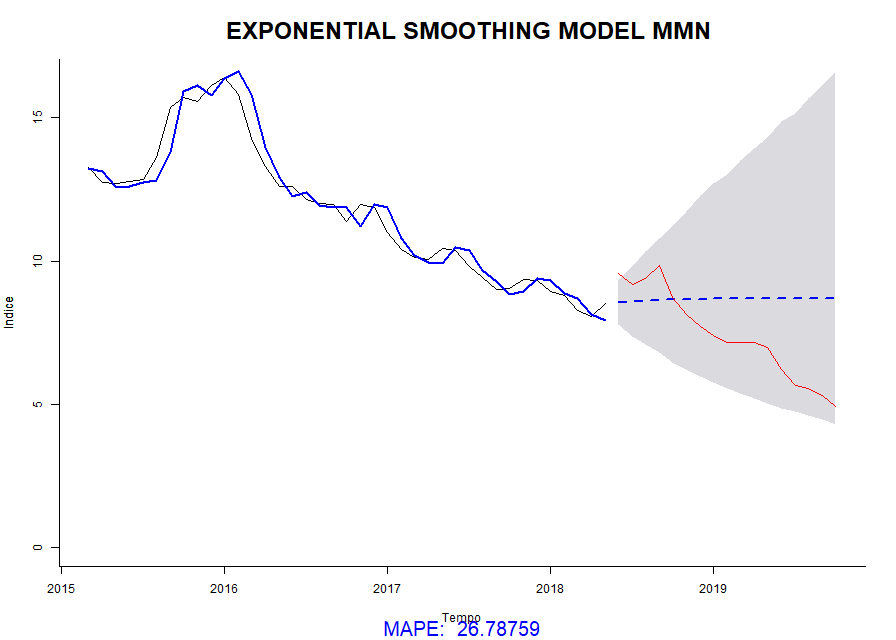 EXPONENTIAL SMOOTHING MODEL MMN
15
10
5
0
Indice
2015 2016 2017 2018 2019
Tempo
MAPE: 26.78759